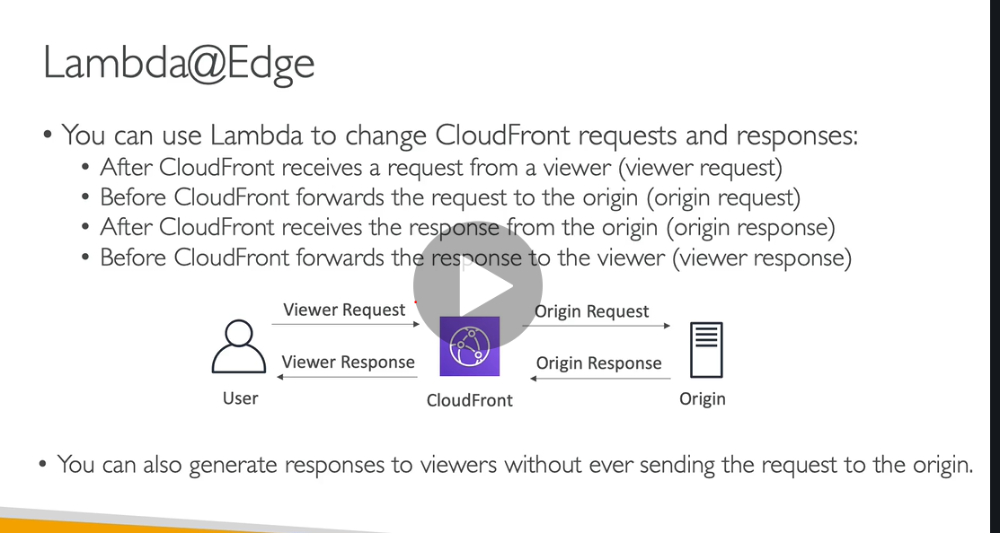 Lambda@Edge
• You can use Lambda to change CloudFront requests and responses:
• After CloudFront receives a request from a viewer (viewer request)
• Before CloudFront forwards the request to the origin (origin request)
• After CloudFront receives the response from the origin (origin response)
• Before CloudFront forwards the response to the viewer (viewer response)
Viewer Request
Origin Request
Viewer Response
Origin Response
User
CloudFront
Origin
• You can also generate responses to viewers without ever sending the request to the origin.